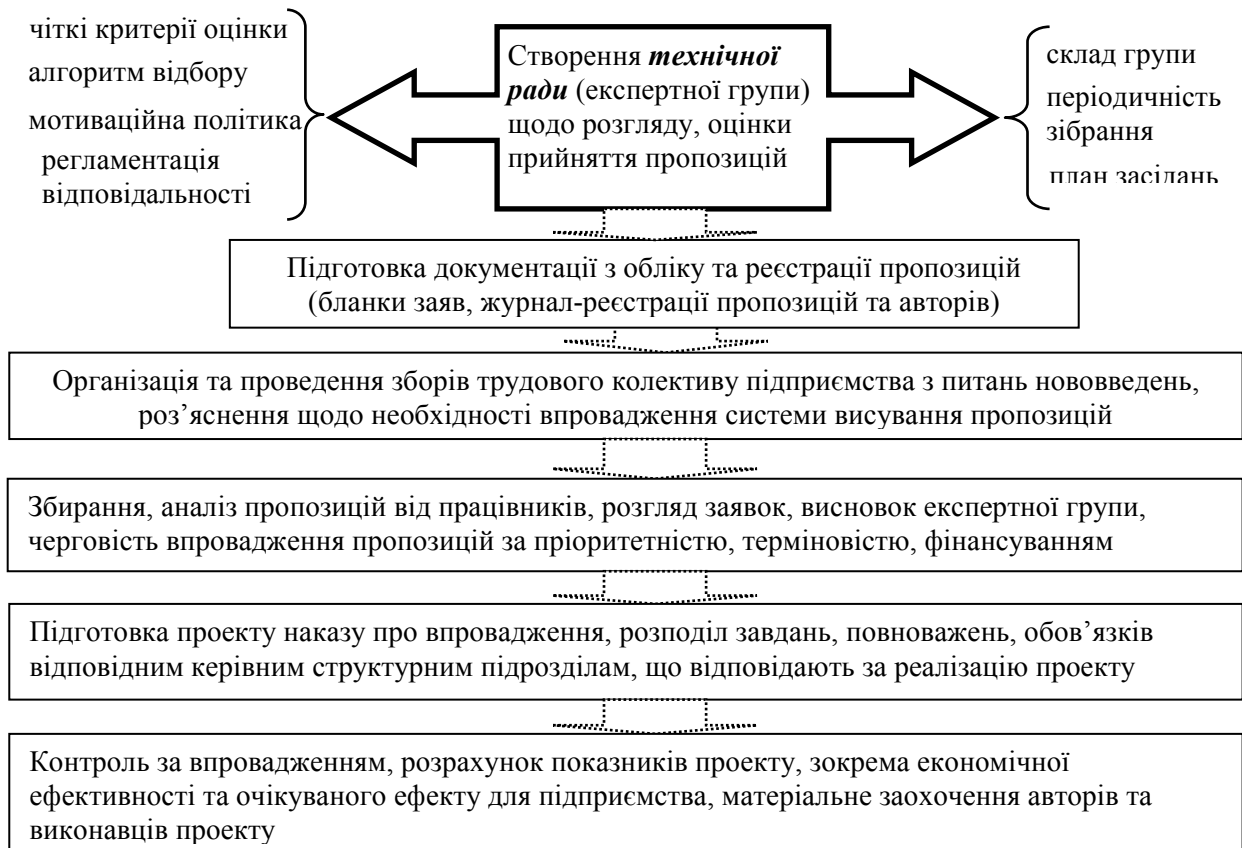 чіткі критерії оцінки
алгоритм відбору
мотиваційна політика
регламентація
відповідальності
Створення технічної
ради (експертної групи)
щодо розгляду, оцінки
прийняття пропозицій
склад групи
періодичність
зібрання
план засідань
Підготовка документації з обліку та реєстрації пропозицій
(бланки заяв, журнал-реєстрації пропозицій та авторів)
Організація та проведення зборів трудового колективу підприємства з питань нововведень,
роз’яснення щодо необхідності впровадження системи висування пропозицій
Збирання, аналіз пропозицій від працівників, розгляд заявок, висновок експертної групи,
черговість впровадження пропозицій за пріоритетністю, терміновістю, фінансуванням
Підготовка проекту наказу про впровадження, розподіл завдань, повноважень, обов’язків
відповідним керівним структурним підрозділам, що відповідають за реалізацію проекту
Контроль за впровадженням, розрахунок показників проекту, зокрема економічної
ефективності та очікуваного ефекту для підприємства, матеріальне заохочення авторів та
виконавців проекту